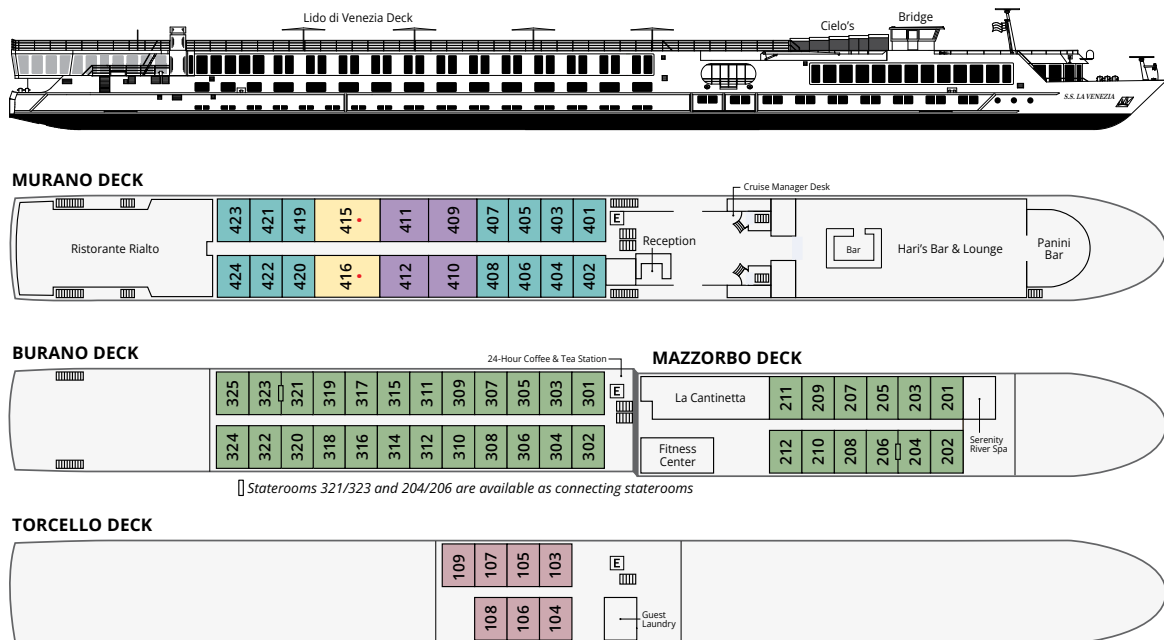 Lido di Venezia Deck
Cielo's
Bridge
S.S. LA VENEZIA
MURANO DECK
Cruise Manager Desk
423 421 419 415 411 409 407 405 403 401
E
Ristorante Rialto
Reception
Bar
Hari's Bar & Lounge
Panini
Bar
424 422 420 416 412 410 408 406 404 402
BURANO DECK
24-Hour Coffee & Tea Station
MAZZORBO DECK
325 323 321 319 317 315 311 309 307 305 303 301
E
La Cantinetta
211 209 207 205 203 201
324 322 320 318 316 314 312 310 308 306 304 302
Fitness
Center
212 210 208 206 204 202
Serenity
River Spa
Staterooms 321/323 and 204/206 are available as connecting staterooms
TORCELLO DECK
109 107 105 103
E
108 106 104
Guest
Laundry